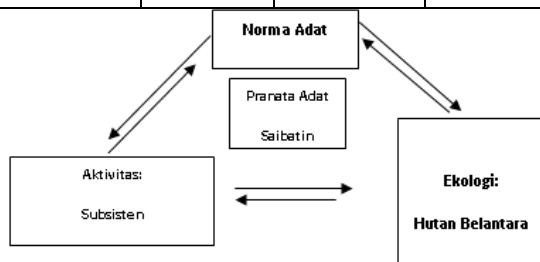 Norma Adat
Pranata Adat
Saibatin
Aktivitas:
Subsisten
Ekologi:
Hutan Belantara